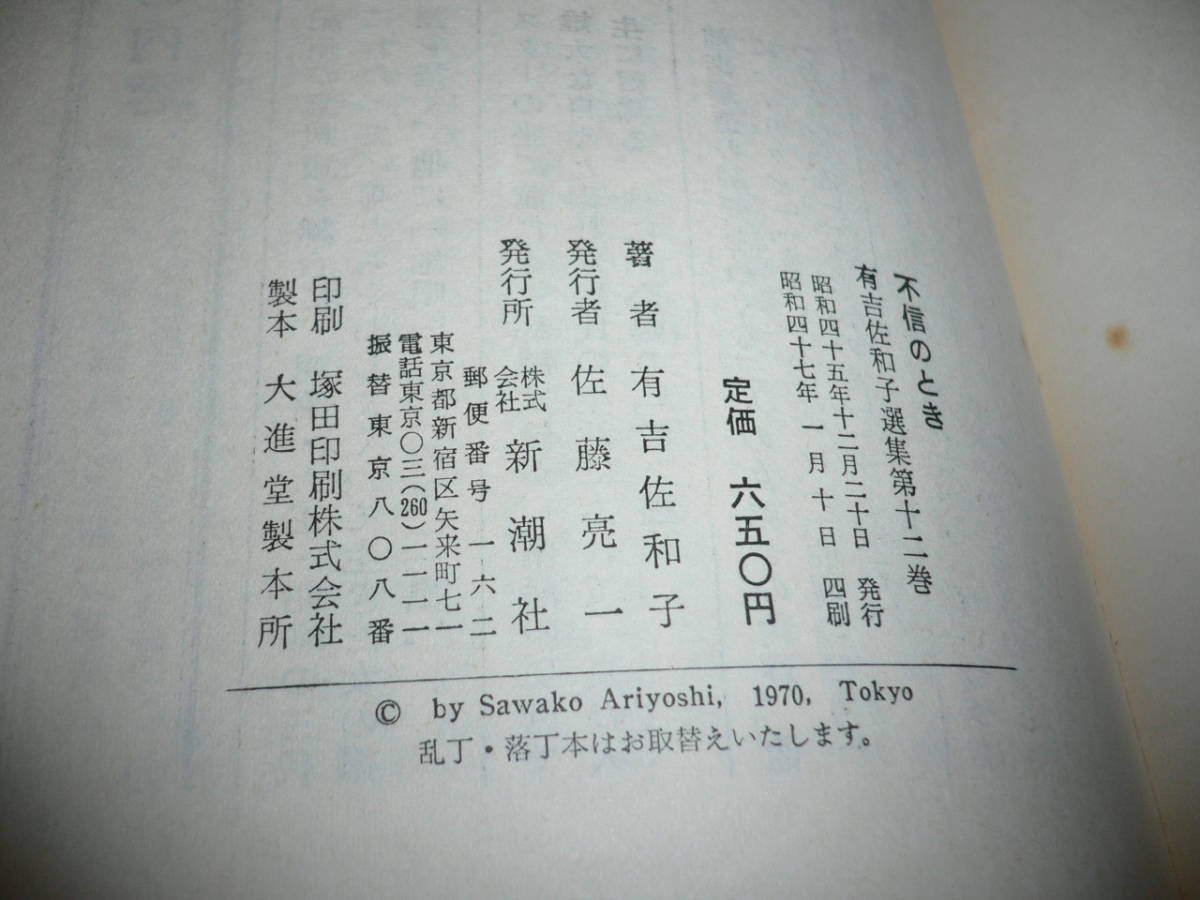 不信のとき
有吉佐和子選集第十二巻
昭和四十五年十二月二十日 発行
昭和四十七年 一月十日 四刷
定価 六五〇円
著者 有吉佐和子
発行者 佐藤亮一
発行所 株式会社 新潮社
郵便番号 一六二
東京都新宿区矢来町七一
電話東京〇三(260)一一一一
振替東京八〇八番
印刷 塚田印刷株式会社
製本 大進堂製本所
© by Sawako Ariyoshi, 1970, Tokyo
乱丁・落丁本はお取替えいたします。